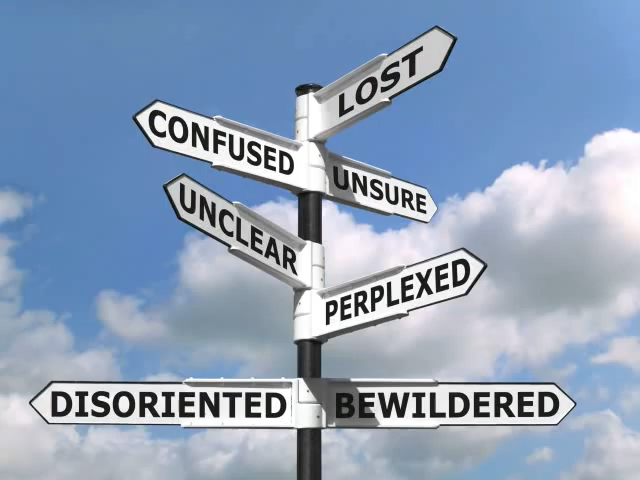 LOST
CONFUSED
UNSURE
UNCLEAR
PERPLEXED
DISORIENTED
BEWILDERED